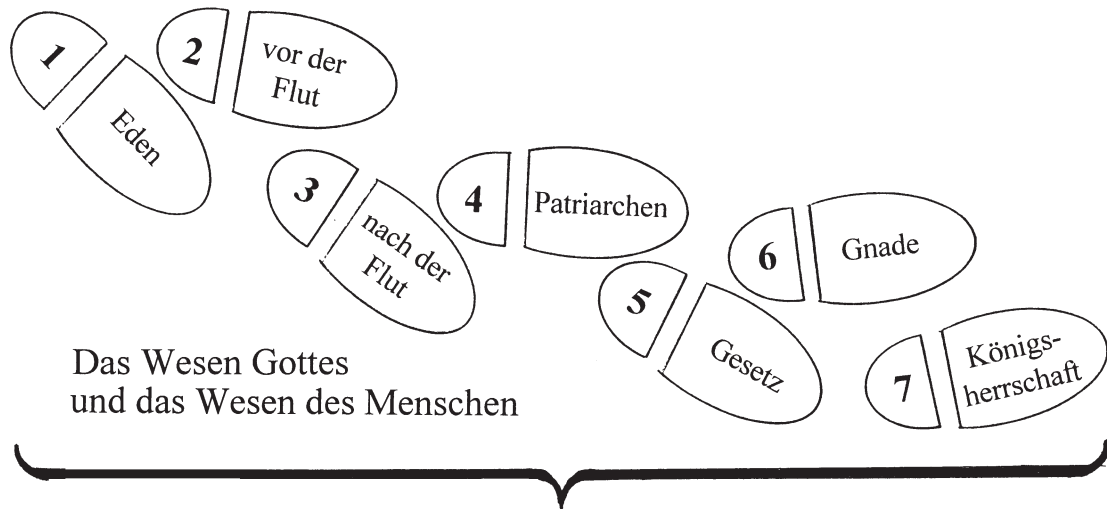 1
Eden
2
vor der
Flut
3
nach der
Flut
4
Patriarchen
5
Gesetz
6
Gnade
7
Königs-
herrschaft
Das Wesen Gottes
und das Wesen des Menschen